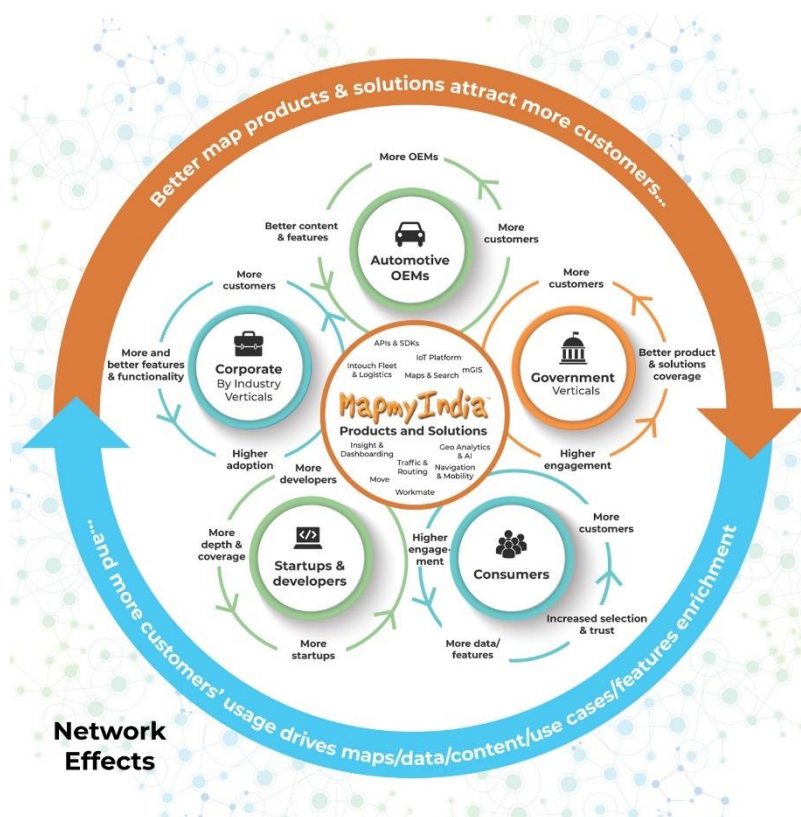 Better map products & solutions attract more customers...
More OEMs
Better content
& features
More
customers
Automotive
OEMs
More
customers
More and
better features
& functionality
Corporate
By Industry
Verticals
Higher
adoption
More
customers
Better product
& solutions
coverage
Government
Verticals
Higher
engagement
APIs & SDKs
IoT Platform
Intouch Fleet
& Logistics
Maps & Search
mGIS
MapmyIndia™
Products and Solutions
Insight &
Dashboarding
Geo Analytics
& AI
Traffic &
Routing
Navigation
& Mobility
Move
Workmate
More
developers
More
depth &
coverage
Startups &
developers
More
startups
Higher
engage-
ment
More
customers
Consumers
Increased selection
& trust
More data/
features
...and more customers' usage drives maps/data/content/use cases/features enrichment
Network
Effects